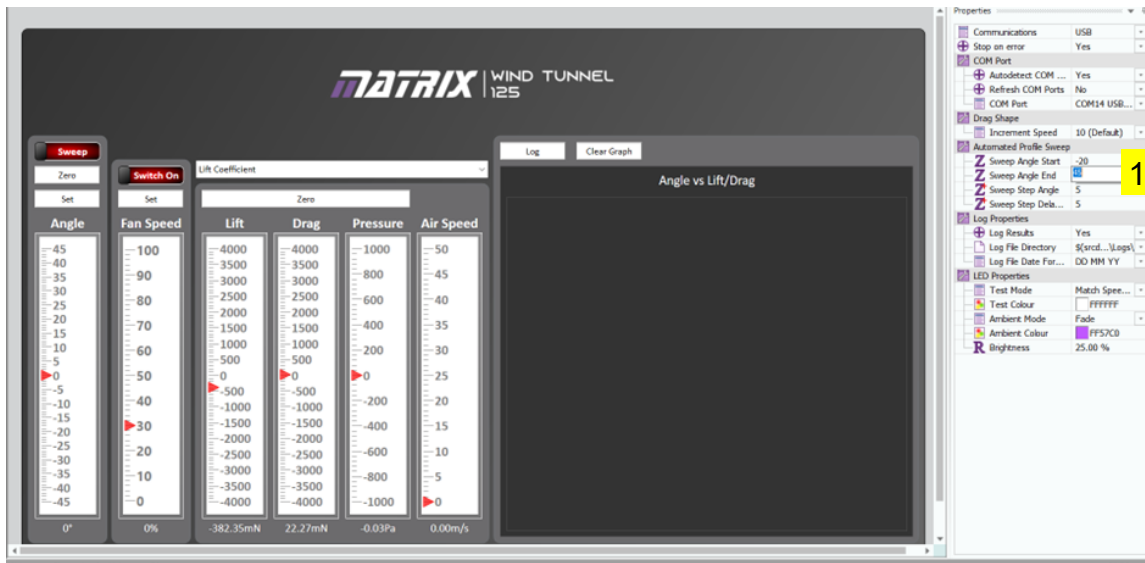 Properties
Communications USB
Stop on error Yes
COM Port
Autodetect COM ... Yes
Refresh COM Ports No
COM Port COM14 USB...
Drag Shape
Increment Speed 10 (Default)
Automated Profile Sweep
Sweep Angle Start -20
Sweep Angle End 45
1
Sweep Step Angle 5
Sweep Step Dela... 5
Log Properties
Log Results Yes
Log File Directory $(srcd...\Logs\
Log File Date For... DD MM YY
LED Properties
Test Mode Match Spee...
Test Colour FFFFFF
Ambient Mode Fade
Ambient Colour FF57C0
Brightness 25.00 %
MATRIX WIND TUNNEL
125
Sweep
Zero
Set
Angle
45
40
35
30
25
20
15
10
5
0
-5
-10
-15
-20
-25
-30
-35
-40
-45
0°
Switch On
Set
Fan Speed
100
90
80
70
60
50
40
30
20
10
0
0%
Lift Coefficient
Zero
Lift
4000
3500
3000
2500
2000
1500
1000
500
0
-500
-1000
-1500
-2000
-2500
-3000
-3500
-4000
-382.35mN
Drag
4000
3500
3000
2500
2000
1500
1000
500
0
-500
-1000
-1500
-2000
-2500
-3000
-3500
-4000
22.27mN
Pressure
1000
800
600
400
200
0
-200
-400
-600
-800
-1000
-0.03Pa
Air Speed
50
45
40
35
30
25
20
15
10
5
0
0.00m/s
Log Clear Graph
Angle vs Lift/Drag